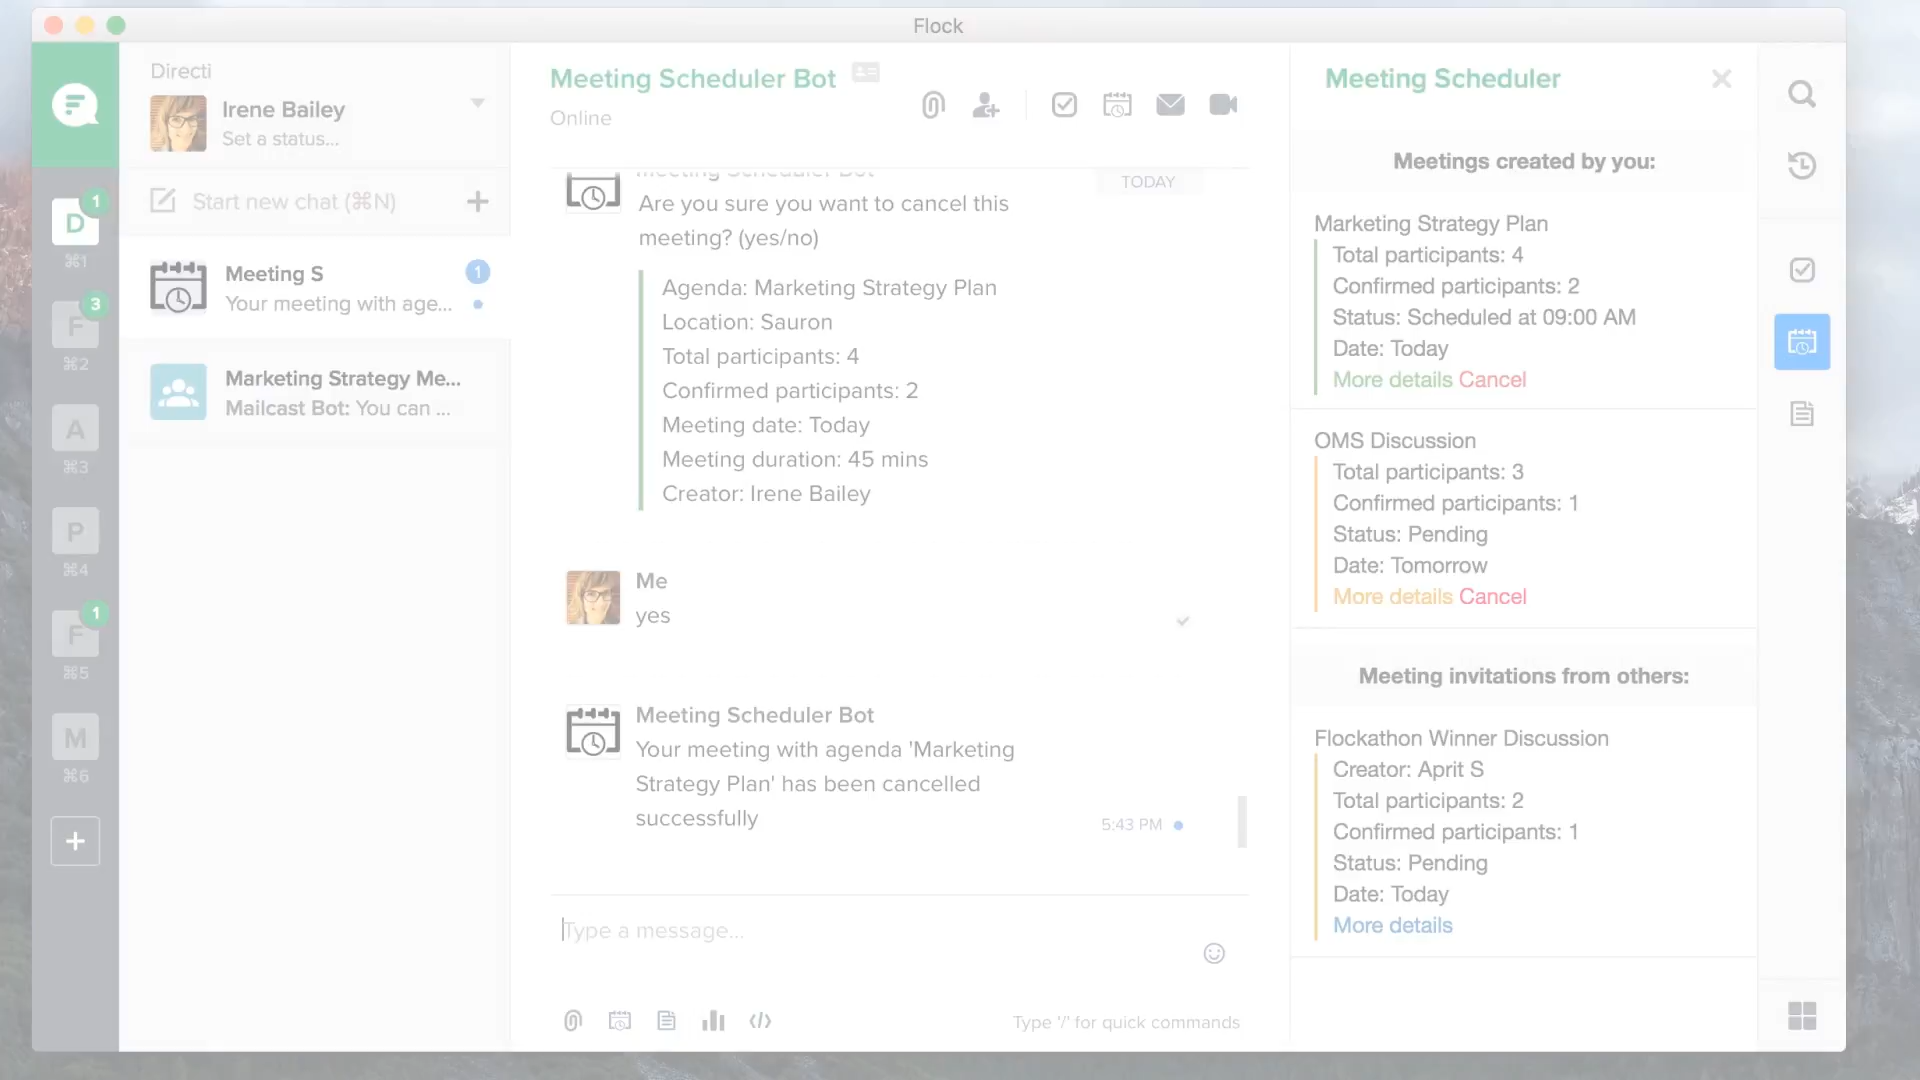 Flock
Directi
Irene Bailey
Set a status...
Start new chat (⌘N)
Meeting S
1
Your meeting with age...
Marketing Strategy Me...
Mailcast Bot: You can ...
D
1
⌘1
F
3
⌘2
A
⌘3
P
⌘4
F
1
⌘5
M
⌘6
Meeting Scheduler Bot
Online
Meeting Scheduler Bot
TODAY
Are you sure you want to cancel this
meeting? (yes/no)
Agenda: Marketing Strategy Plan
Location: Sauron
Total participants: 4
Confirmed participants: 2
Meeting date: Today
Meeting duration: 45 mins
Creator: Irene Bailey
Me
yes
Meeting Scheduler Bot
Your meeting with agenda 'Marketing
Strategy Plan' has been cancelled
successfully
5:43 PM
Type a message...
Type '/' for quick commands
Meeting Scheduler
Meetings created by you:
Marketing Strategy Plan
Total participants: 4
Confirmed participants: 2
Status: Scheduled at 09:00 AM
Date: Today
More details Cancel
OMS Discussion
Total participants: 3
Confirmed participants: 1
Status: Pending
Date: Tomorrow
More details Cancel
Meeting invitations from others:
Flockathon Winner Discussion
Creator: Aprit S
Total participants: 2
Confirmed participants: 1
Status: Pending
Date: Today
More details